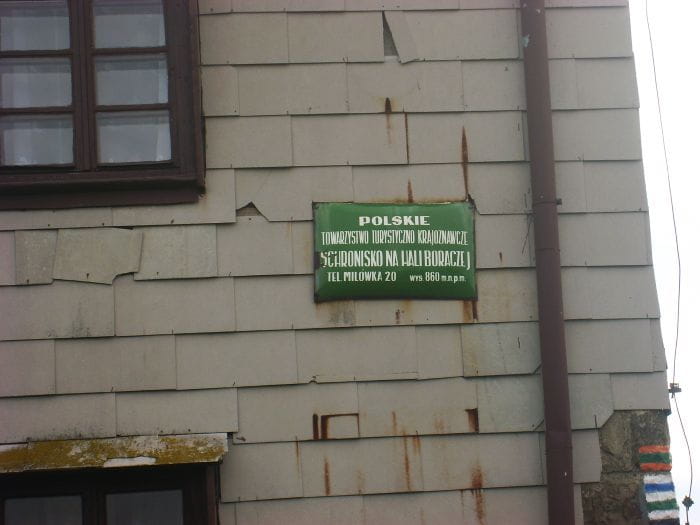 POLSKIE
TOWARZYSTWO TURYSTYCZNO KRAJOZNAWCZE
SCHRONISKO NA HALI BORACZEJ
TEL. MILÓWKA 20 wys. 860 m.n.p.m.